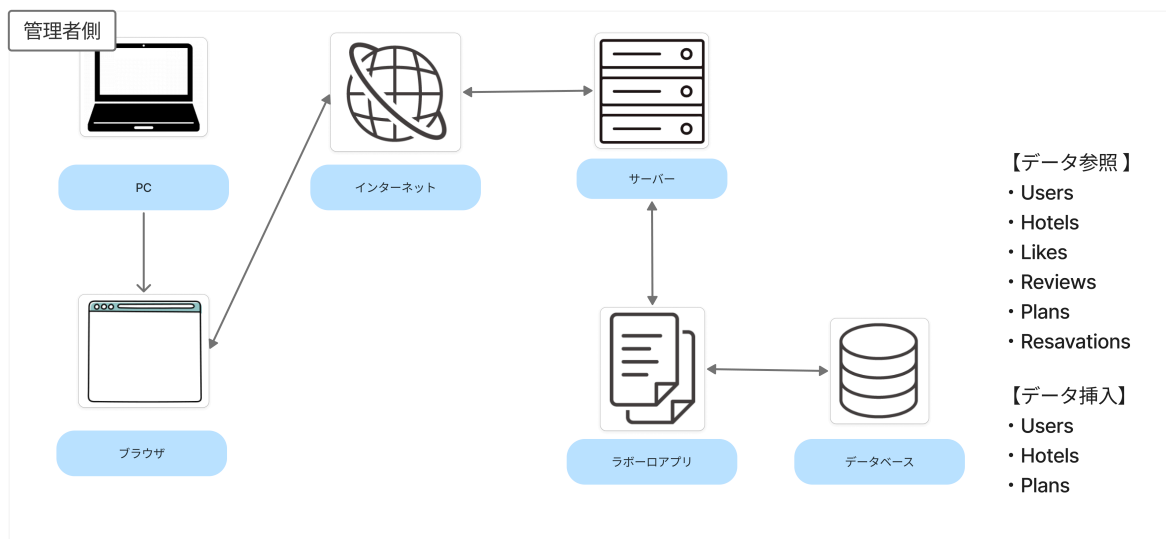 管理者側
PC
インターネット
サーバー
ブラウザ
ラボーロアプリ
データベース
【データ参照 】
・Users
・Hotels
・Likes
・Reviews
・Plans
・Resavations
【データ挿入】
・Users
・Hotels
・Plans